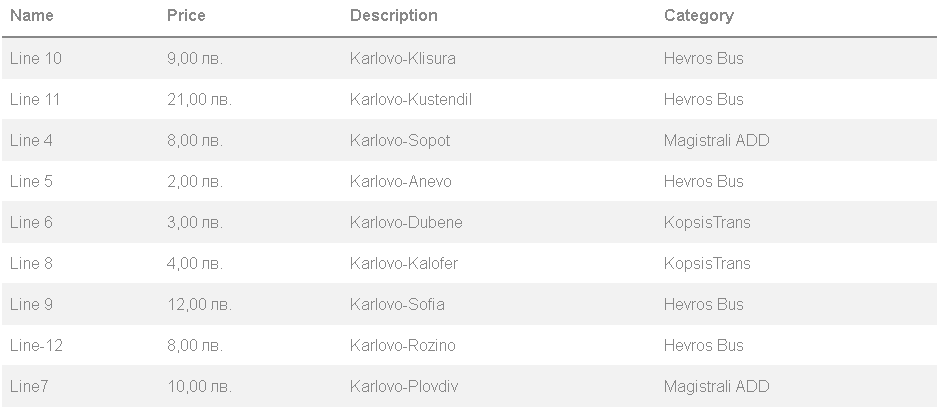 Name Price Description Category
Line 10 9,00 лв. Karlovo-Klisura Hevros Bus
Line 11 21,00 лв. Karlovo-Kustendil Hevros Bus
Line 4 8,00 лв. Karlovo-Sopot Magistrali ADD
Line 5 2,00 лв. Karlovo-Anevo Hevros Bus
Line 6 3,00 лв. Karlovo-Dubene KopsisTrans
Line 8 4,00 лв. Karlovo-Kalofer KopsisTrans
Line 9 12,00 лв. Karlovo-Sofia Hevros Bus
Line-12 8,00 лв. Karlovo-Rozino Hevros Bus
Line7 10,00 лв. Karlovo-Plovdiv Magistrali ADD